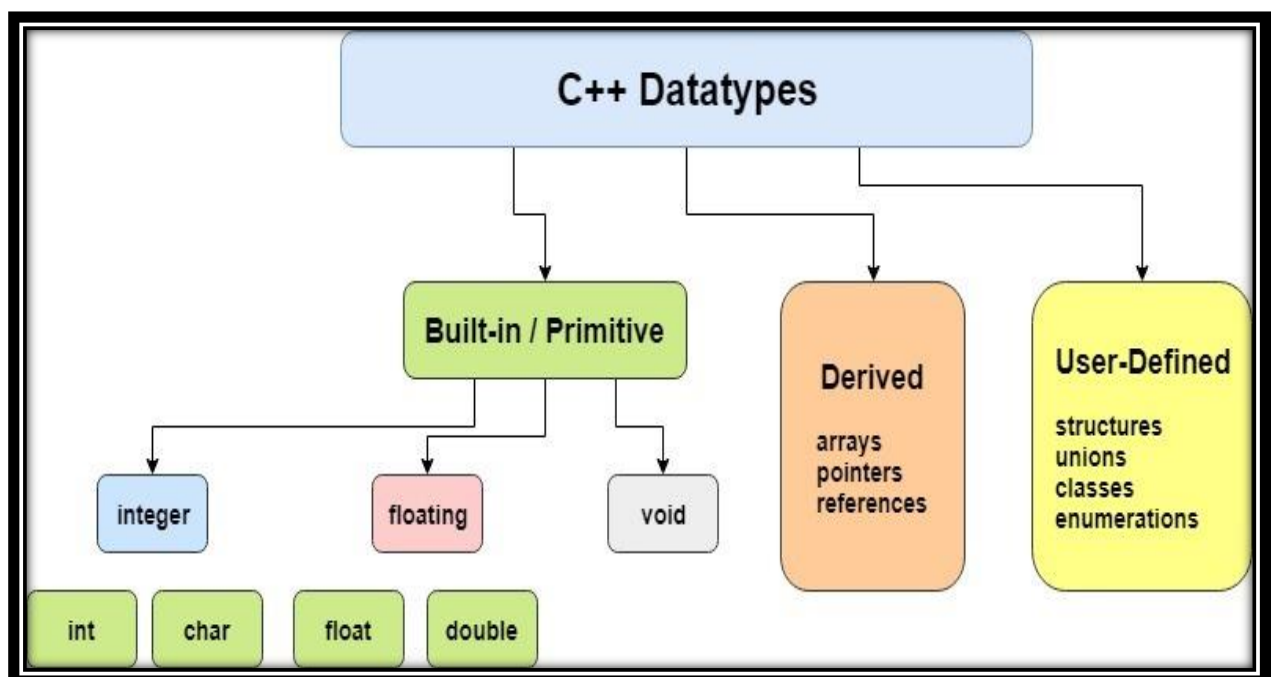 C++ Datatypes
Built-in / Primitive
integer
floating
void
int
char
float
double
Derived
arrays
pointers
references
User-Defined
structures
unions
classes
enumerations